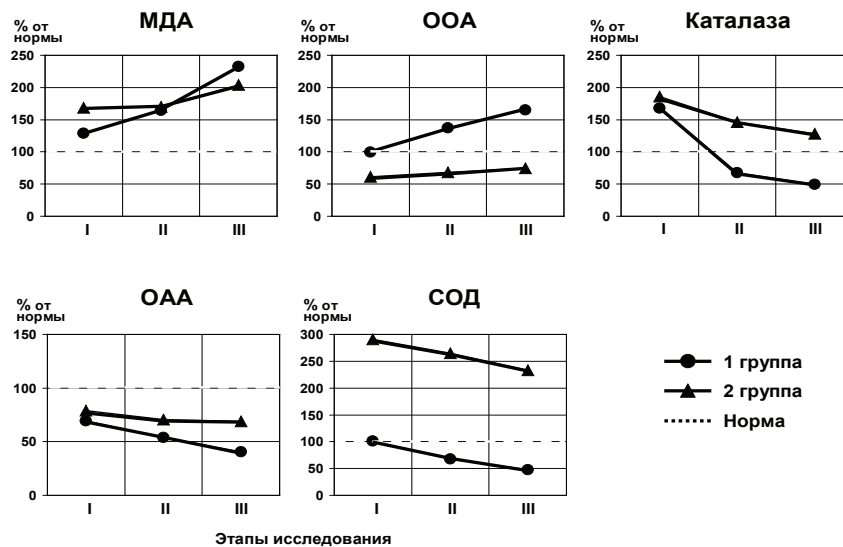 % от
нормы
МДА
250
200
150
100
50
0
I II III
% от
нормы
ООА
250
200
150
100
50
0
I II III
% от
нормы
Каталаза
250
200
150
100
50
0
I II III
% от
нормы
ОАА
150
100
50
0
I II III
% от
нормы
СОД
300
250
200
150
100
50
0
I II III
1 группа
2 группа
Норма
Этапы исследования